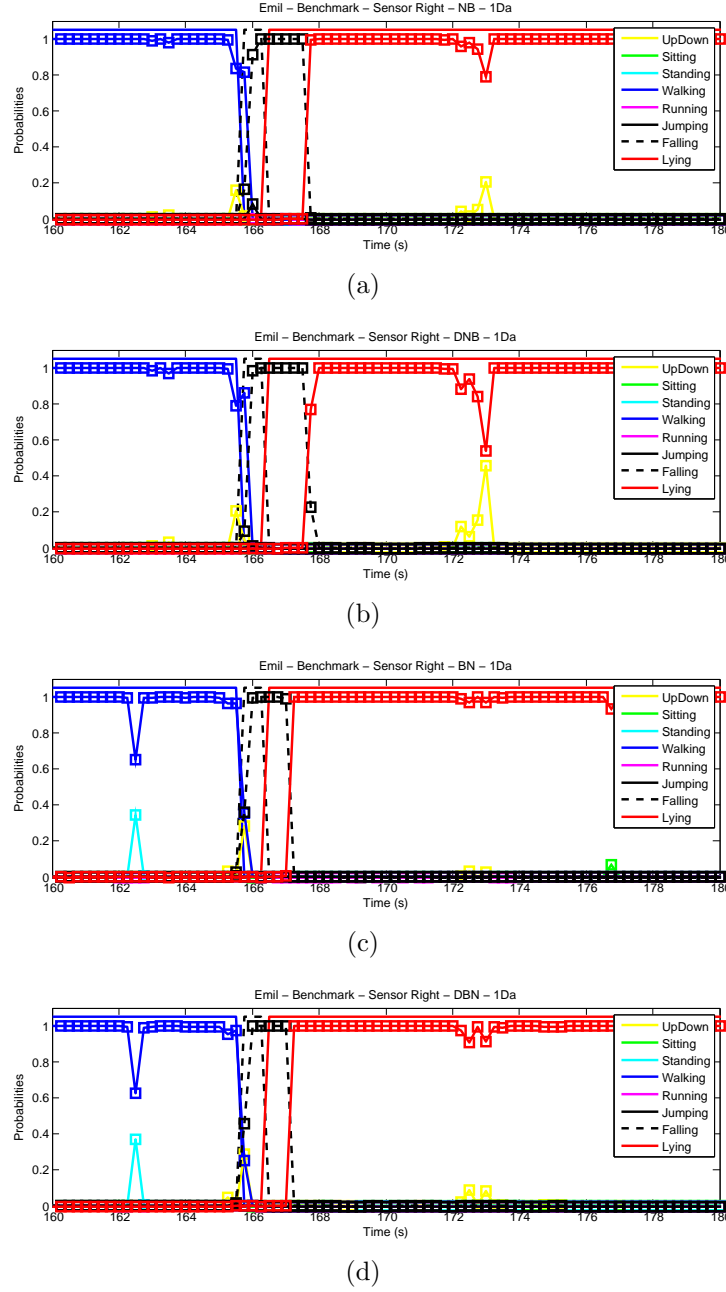 Emil − Benchmark − Sensor Right − NB − 1Da
Probabilities
1
0.8
0.6
0.4
0.2
0
160 162 164 166 168 170 172 174 176 178 180
Time (s)
UpDown
Sitting
Standing
Walking
Running
Jumping
Falling
Lying
(a)
Emil − Benchmark − Sensor Right − DNB − 1Da
Probabilities
1
0.8
0.6
0.4
0.2
0
160 162 164 166 168 170 172 174 176 178 180
Time (s)
UpDown
Sitting
Standing
Walking
Running
Jumping
Falling
Lying
(b)
Emil − Benchmark − Sensor Right − BN − 1Da
Probabilities
1
0.8
0.6
0.4
0.2
0
160 162 164 166 168 170 172 174 176 178 180
Time (s)
UpDown
Sitting
Standing
Walking
Running
Jumping
Falling
Lying
(c)
Emil − Benchmark − Sensor Right − DBN − 1Da
Probabilities
1
0.8
0.6
0.4
0.2
0
160 162 164 166 168 170 172 174 176 178 180
Time (s)
UpDown
Sitting
Standing
Walking
Running
Jumping
Falling
Lying
(d)